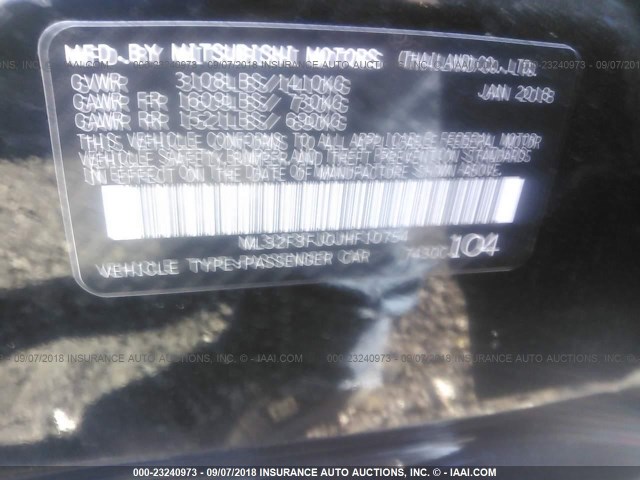 MFD.BY MITSUBISHI MOTORS (THAILAND)CO.,LTD.
GVWR 3108LBS/1410KG JAN 2018
GAWR FR 1609LBS/730KG
GAWR RR 1521LBS/690KG
THIS VEHICLE CONFORMS TO ALL APPLICABLE FEDERAL MOTOR
VEHICLE SAFETY, BUMPER AND THEFT PREVENTION STANDARDS
IN EFFECT ON THE DATE OF MANUFACTURE SHOWN ABOVE.
ML32F3FJ0JHF10764
VEHICLE TYPE/PASSENGER CAR 104
000-23240973 - 09/07/2018 INSURANCE AUTO AUCTIONS, INC. - © - IAAI.COM